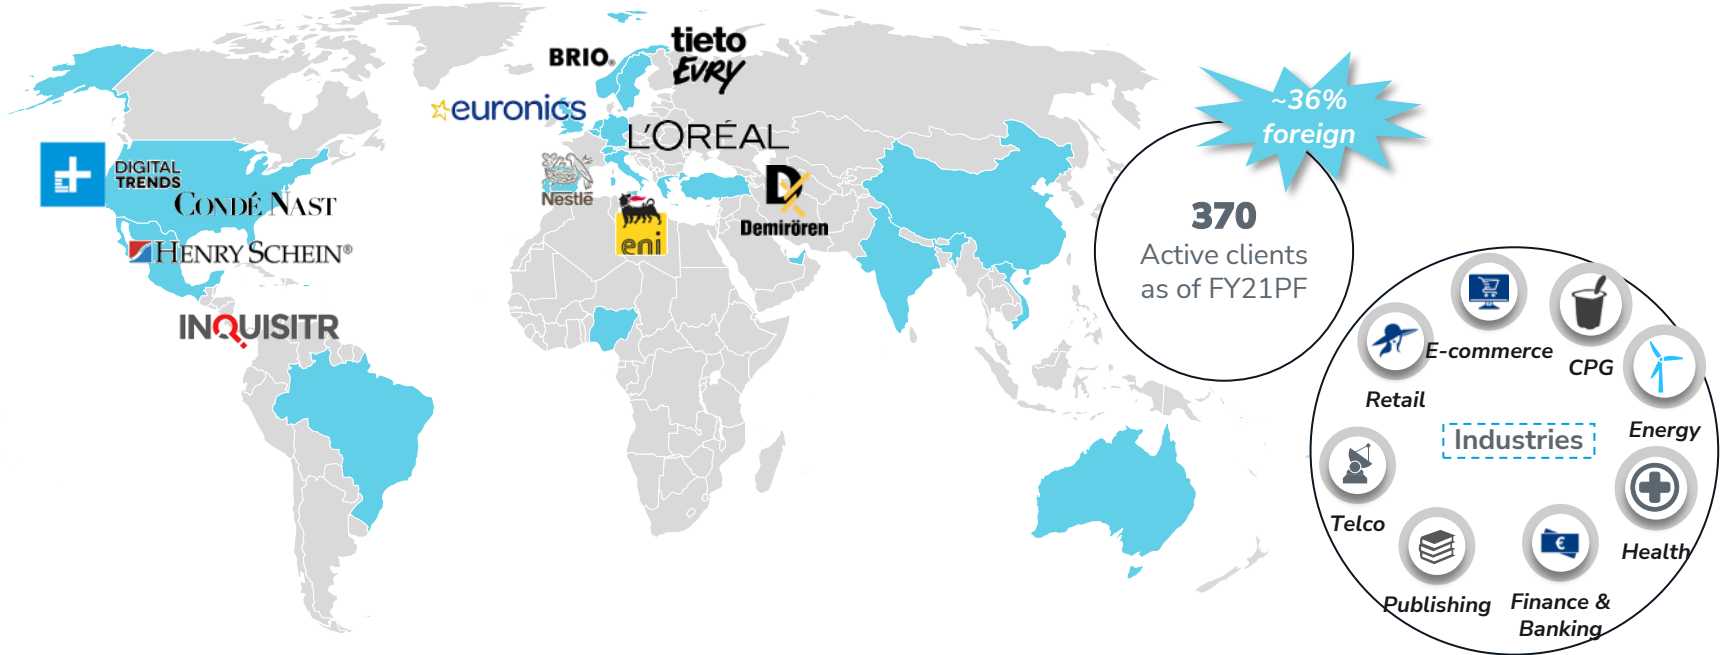 BRIO®
tieto
EVRY
euronics
L'ORÉAL
DIGITAL
TRENDS
Nestlē
D
Demirören
CONDÉ NAST
eni
HENRY SCHEIN®
INQUISITR
~36%
foreign
370
Active clients
as of FY21PF
E-commerce
CPG
Retail
Energy
Industries
Telco
Health
€
Publishing
Finance &
Banking